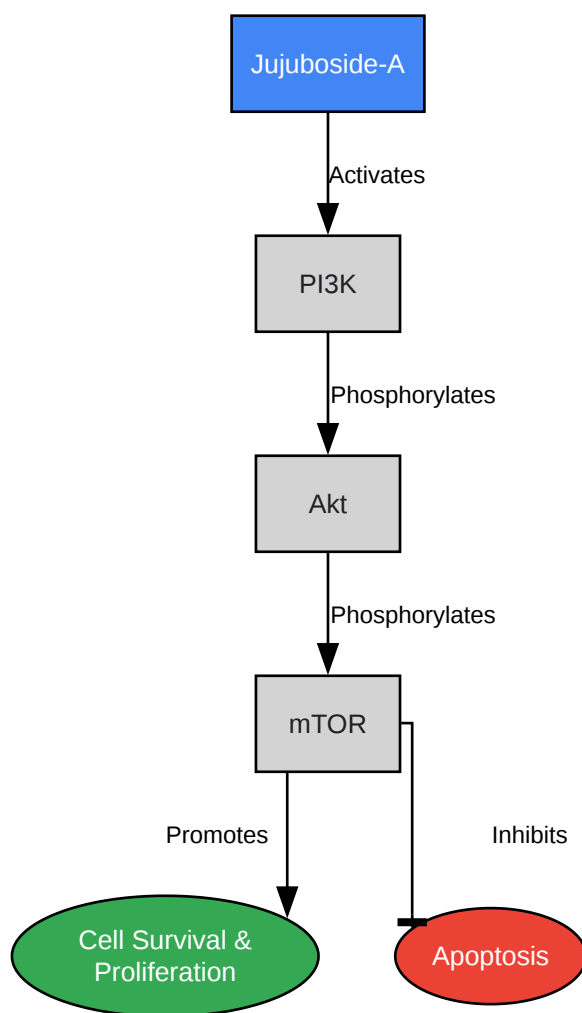 Jujuboside-A
Activates
PI3K
Phosphorylates
Akt
Phosphorylates
mTOR
Promotes
Inhibits
Cell Survival &
Proliferation
Apoptosis